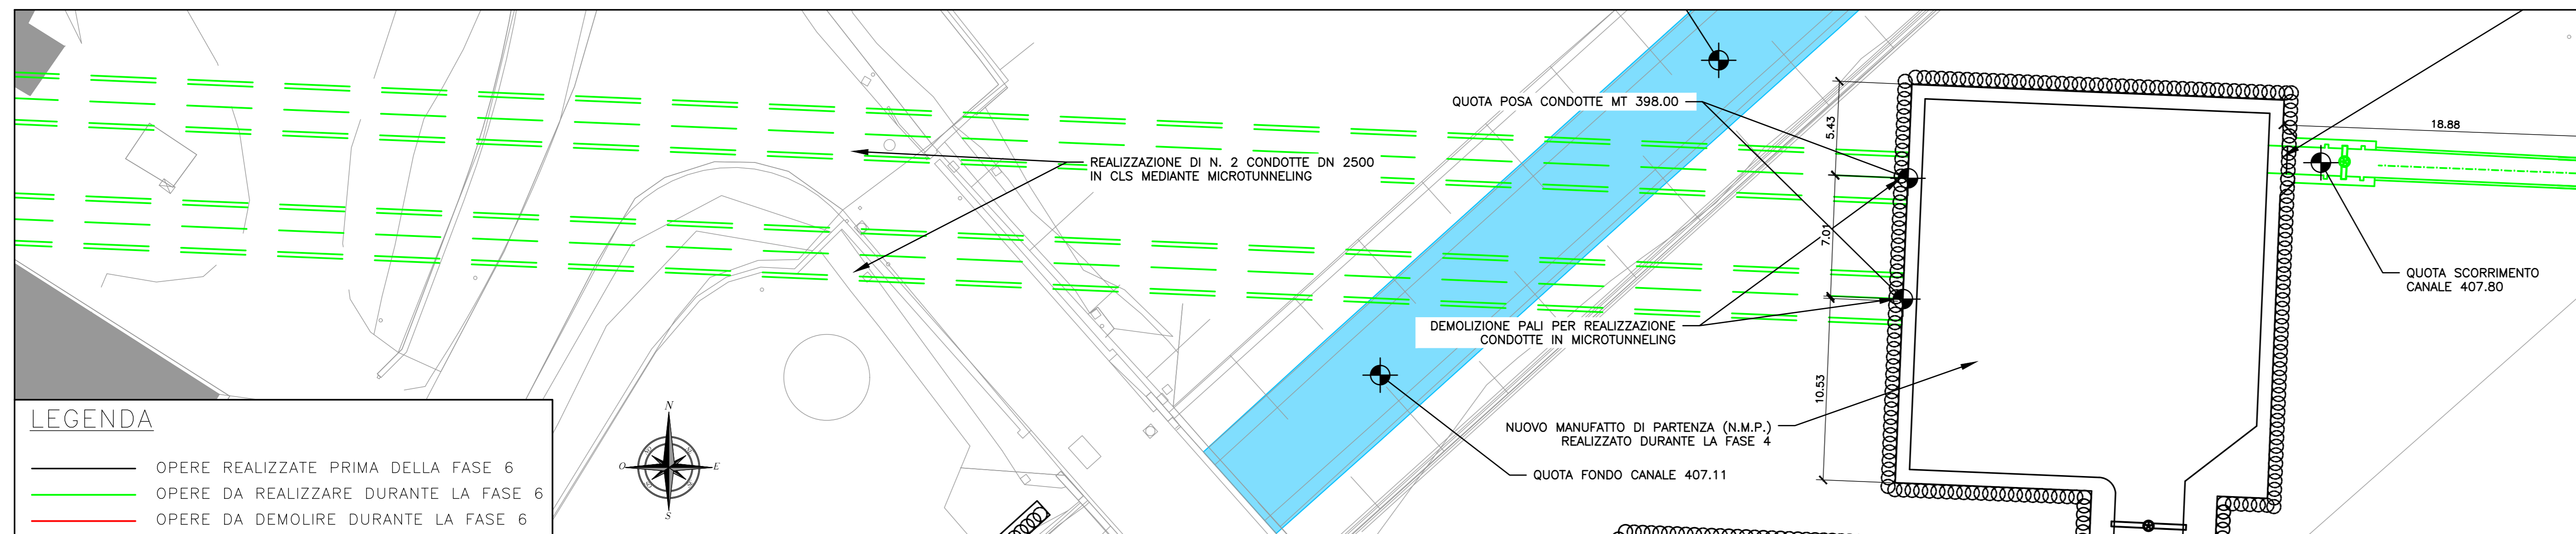 QUOTA POSA CONDOTTE MT 398.00
5.43
18.88
REALIZZAZIONE DI N. 2 CONDOTTE DN 2500
IN CLS MEDIANTE MICROTUNNELING
7.01
QUOTA SCORRIMENTO
CANALE 407.80
DEMOLIZIONE PALI PER REALIZZAZIONE
CONDOTTE IN MICROTUNNELING
10.53
NUOVO MANUFATTO DI PARTENZA (N.M.P.)
REALIZZATO DURANTE LA FASE 4
QUOTA FONDO CANALE 407.11
LEGENDA
OPERE REALIZZATE PRIMA DELLA FASE 6
OPERE DA REALIZZARE DURANTE LA FASE 6
OPERE DA DEMOLIRE DURANTE LA FASE 6
N
O
E
S